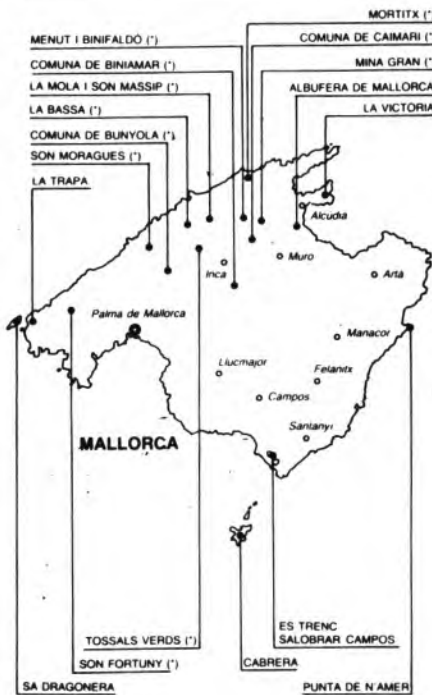 MORTITX (*)
MENUT I BINIFALDÓ (*)
COMUNA DE CAIMARI (*)
COMUNA DE BINIAMAR (*)
MINA GRAN (*)
LA MOLA I SON MASSIP (*)
ALBUFERA DE MALLORCA
LA BASSA (*)
LA VICTORIA
COMUNA DE BUNYOLA (*)
SON MORAGUES (*)
LA TRAPA
Alcudia
Muro
Inca
Artà
Palma de Mallorca
Manacor
Llucmajor
Felanitx
Campos
Santanyí
MALLORCA
ES TRENC
SALOBRAR CAMPOS
TOSSALS VERDS (*)
SON FORTUNY (*)
CABRERA
SA DRAGONERA
PUNTA DE N'AMER